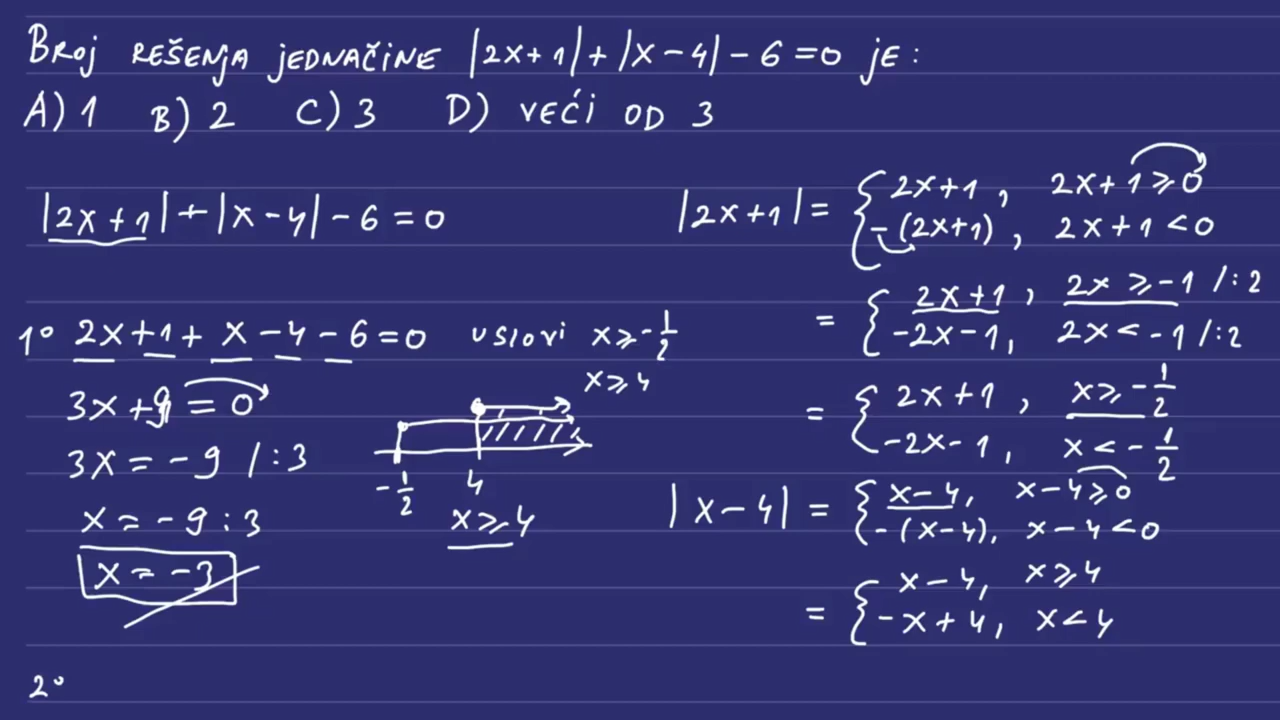 BROJ REŠENJA JEDNAČINE |2x+1|+|x-4|-6=0 JE:
A) 1 B) 2 C) 3 D) VEĆI OD 3
|2x+1|+|x-4|-6=0
1° 2x+1+x-4-6=0 uslovi x≥-1/2
x≥4
3x+9=0
3x=-9 /:3
x=-9:3
x=-3
-1/2 4
x≥4
2°
|2x+1|= { 2x+1, 2x+1≥0
-(2x+1), 2x+1<0
= { 2x+1, 2x≥-1 /:2
-2x-1, 2x<-1 /:2
= { 2x+1, x≥-1/2
-2x-1, x<-1/2
|x-4|= { x-4, x-4≥0
-(x-4), x-4<0
= { x-4, x≥4
-x+4, x<4